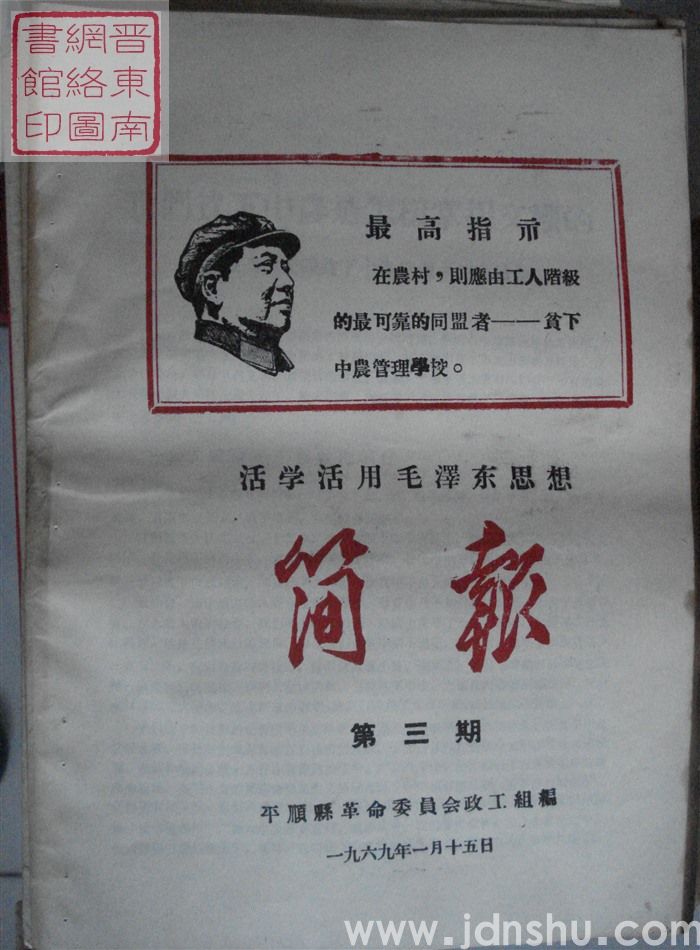 晋東南
網絡圖
書館印
最高指示
在農村，則應由工人階級
的最可靠的同盟者——貧下
中農管理學校。
活学活用毛澤东思想
简報
第三期
平順縣革命委員会政工組編
一九六九年一月十五日
www.jdnshu.com